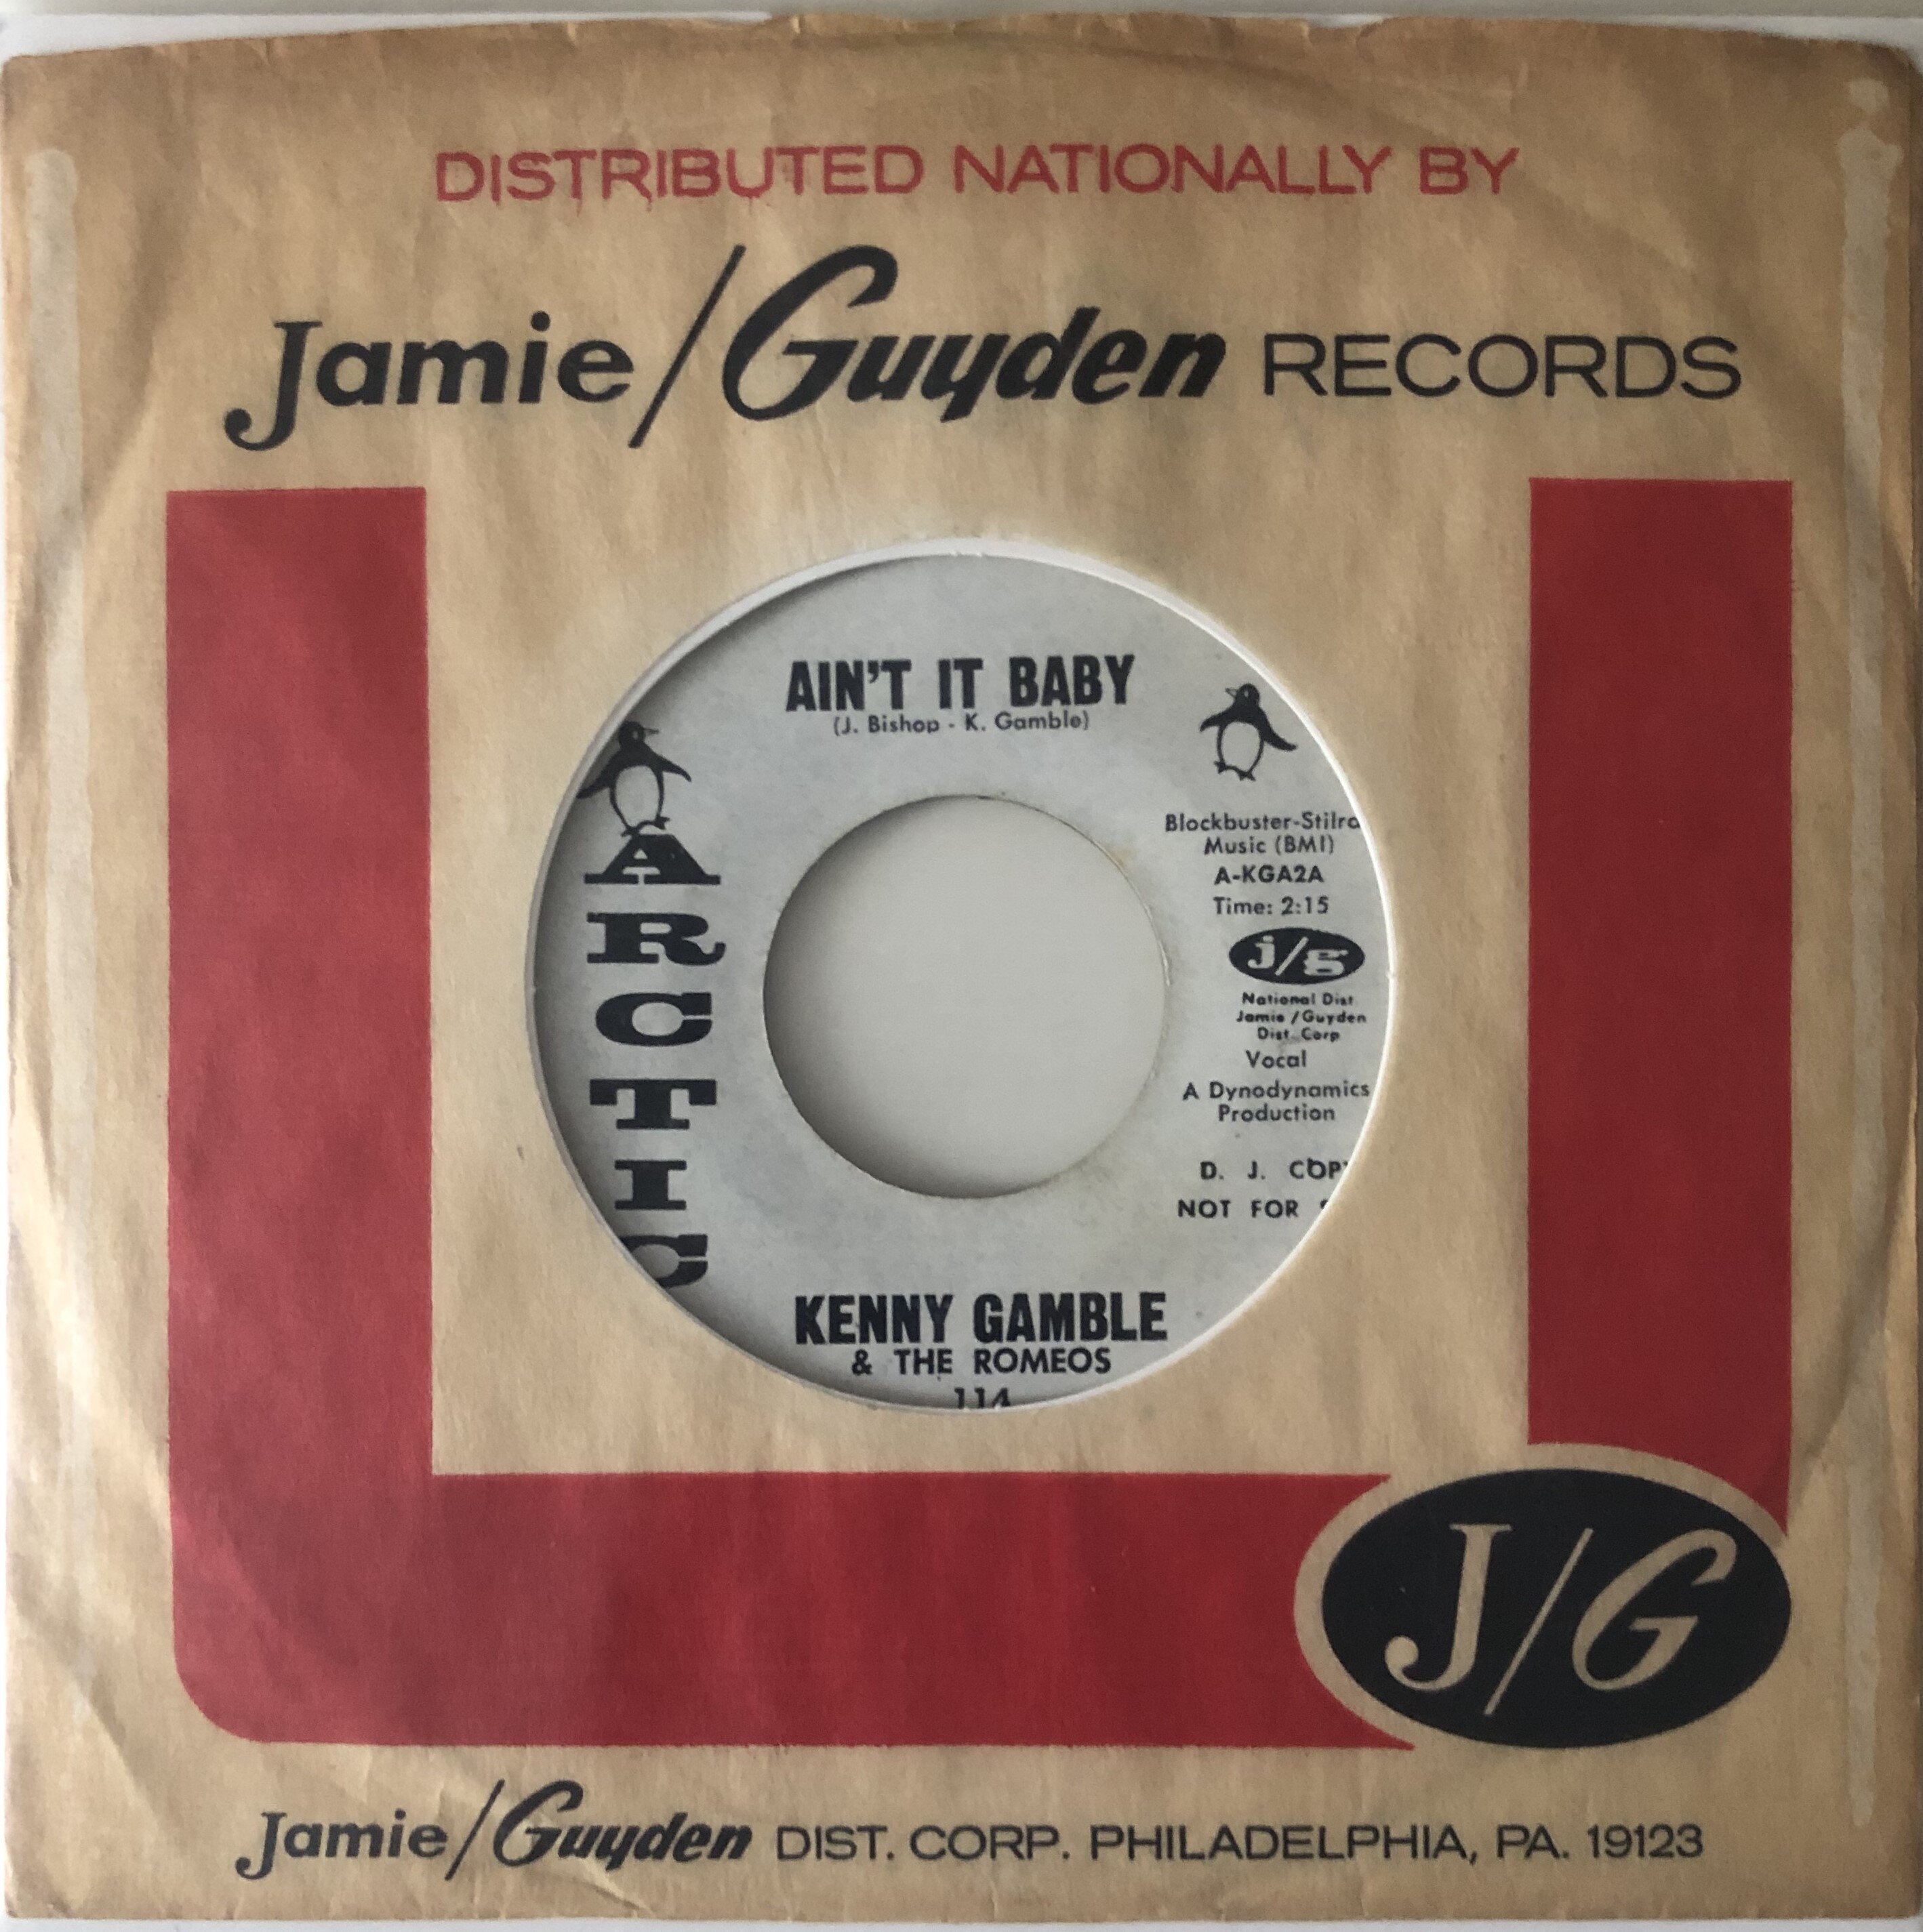 DISTRIBUTED NATIONALLY BY
Jamie/Guyden RECORDS
AIN'T IT BABY
(J. Bishop - K. Gamble)
ARCTIC
Blockbuster-Stilro
Music (BMI)
A-KGA2A
Time: 2:15
j/g
National Dist
Jamie/Guyden
Dist. Corp
Vocal
A Dynodynamics
Production
D. J. COPY
NOT FOR
KENNY GAMBLE
& THE ROMEOS
114
J/G
Jamie/Guyden DIST. CORP. PHILADELPHIA, PA. 19123